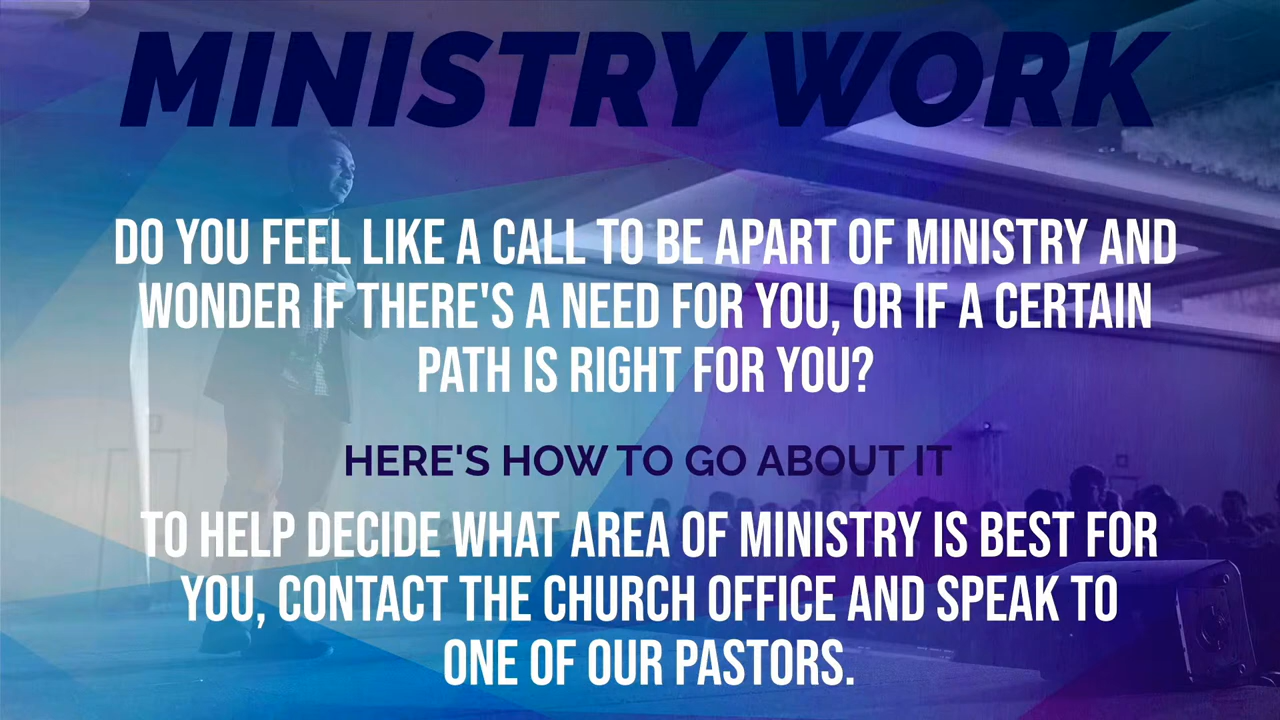 MINISTRY WORK
DO YOU FEEL LIKE A CALL TO BE APART OF MINISTRY AND
WONDER IF THERE'S A NEED FOR YOU, OR IF A CERTAIN
PATH IS RIGHT FOR YOU?
HERE'S HOW TO GO ABOUT IT
TO HELP DECIDE WHAT AREA OF MINISTRY IS BEST FOR
YOU, CONTACT THE CHURCH OFFICE AND SPEAK TO
ONE OF OUR PASTORS.